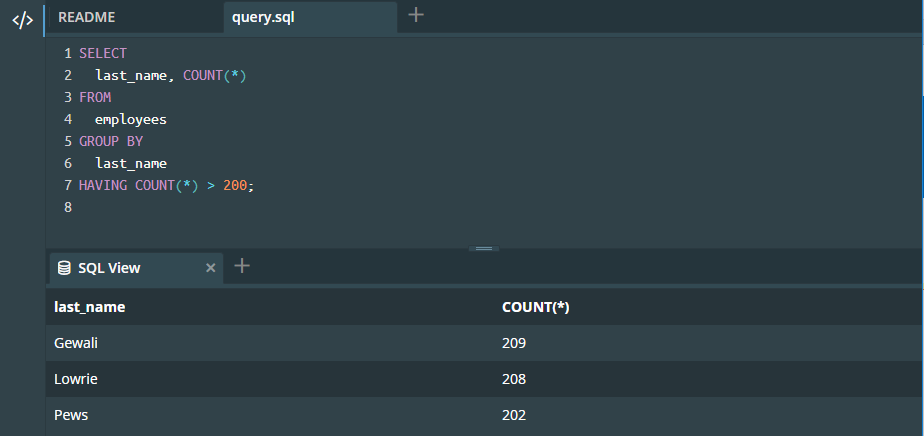 </> README query.sql +
1 SELECT
2 last_name, COUNT(*)
3 FROM
4 employees
5 GROUP BY
6 last_name
7 HAVING COUNT(*) > 200;
8
SQL View × +
last_name COUNT(*)
Gewali 209
Lowrie 208
Pews 202